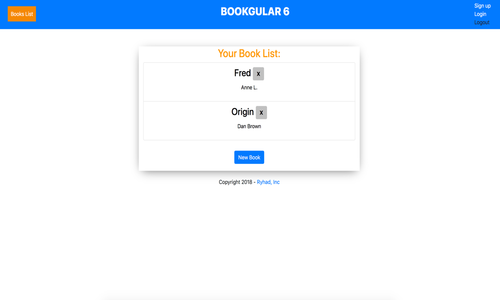 Books List
BOOKGULAR 6
Sign up
Login
Logout
Your Book List:
Fred x
Anne L.
Origin x
Dan Brown
New Book
Copyright 2018 - Ryhad, Inc